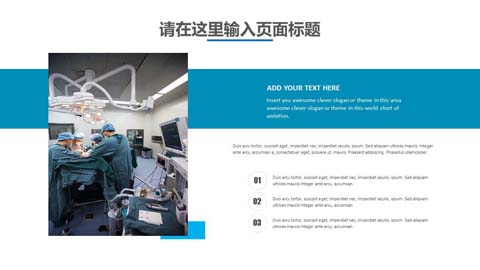 请在这里输入页面标题
ADD YOUR TEXT HERE
Insert you awesome clever slogan or theme in this area
awesome clever slogan or theme in this world short of
ambition.
Duis arcu tortor, suscipit eget, imperdiet nec, imperdiet iaculis, ipsum. Sed aliquam ultrices mauris. Integer
ante arcu, accumsan a, consectetuer eget, posuere ut, mauris. Praesent adipiscing. Phasellus ullamcorper.
01
Duis arcu tortor, suscipit eget, imperdiet nec, imperdiet iaculis, ipsum. Sed aliquam
ultrices mauris integer ante arcu, accumsan.
02
Duis arcu tortor, suscipit eget, imperdiet nec, imperdiet iaculis, ipsum. Sed aliquam
ultrices mauris integer ante arcu, accumsan.
03
Duis arcu tortor, suscipit eget, imperdiet nec, imperdiet iaculis, ipsum. Sed aliquam
ultrices mauris integer ante arcu, accumsan.